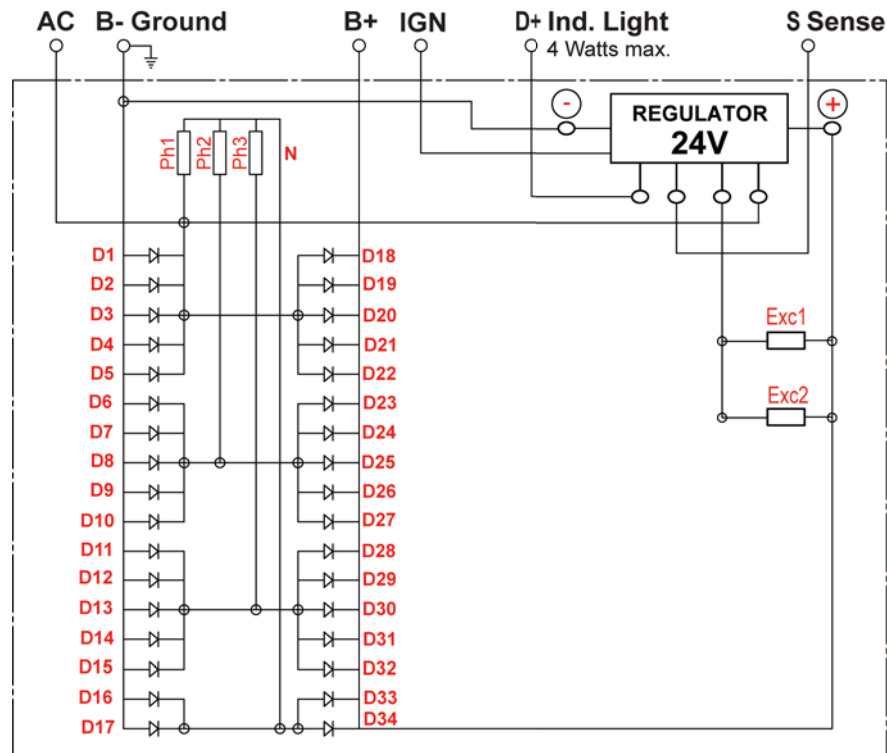 AC B- Ground B+ IGN D+ Ind. Light S Sense
4 Watts max.
- REGULATOR +
24V
Ph1 Ph2 Ph3 N
D1 D18
D2 D19
D3 D20
Exc1
D4 D21
D5 D22
Exc2
D6 D23
D7 D24
D8 D25
D9 D26
D10 D27
D11 D28
D12 D29
D13 D30
D14 D31
D15 D32
D16 D33
D17 D34